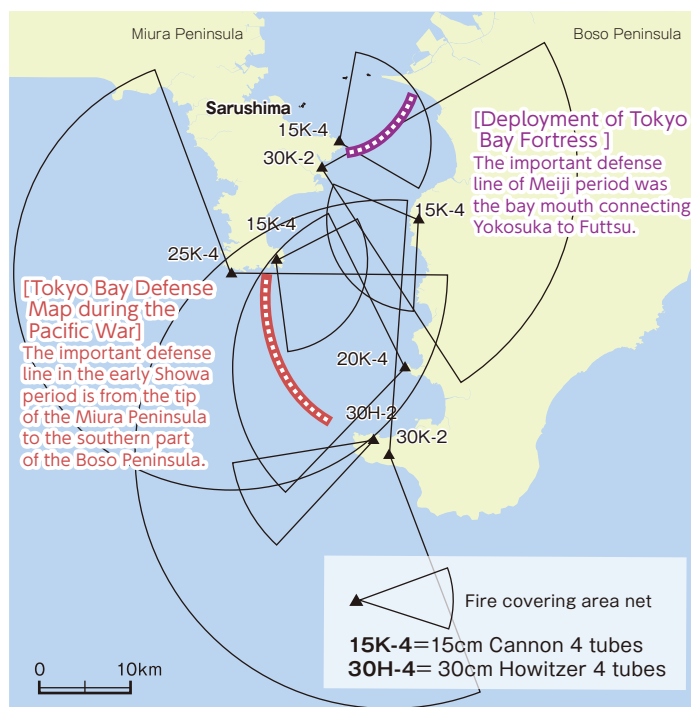 Miura Peninsula
Boso Peninsula
Sarushima
15K-4
30K-2
[Deployment of Tokyo
Bay Fortress ]
The important defense
line of Meiji period was
the bay mouth connecting
Yokosuka to Futtsu.
15K-4
15K-4
25K-4
[Tokyo Bay Defense
Map during the
Pacific War]
The important defense
line in the early Showa
period is from the tip
of the Miura Peninsula
to the southern part
of the Boso Peninsula.
20K-4
30H-2
30K-2
Fire covering area net
15K-4=15cm Cannon 4 tubes
30H-4= 30cm Howitzer 4 tubes
0 10km